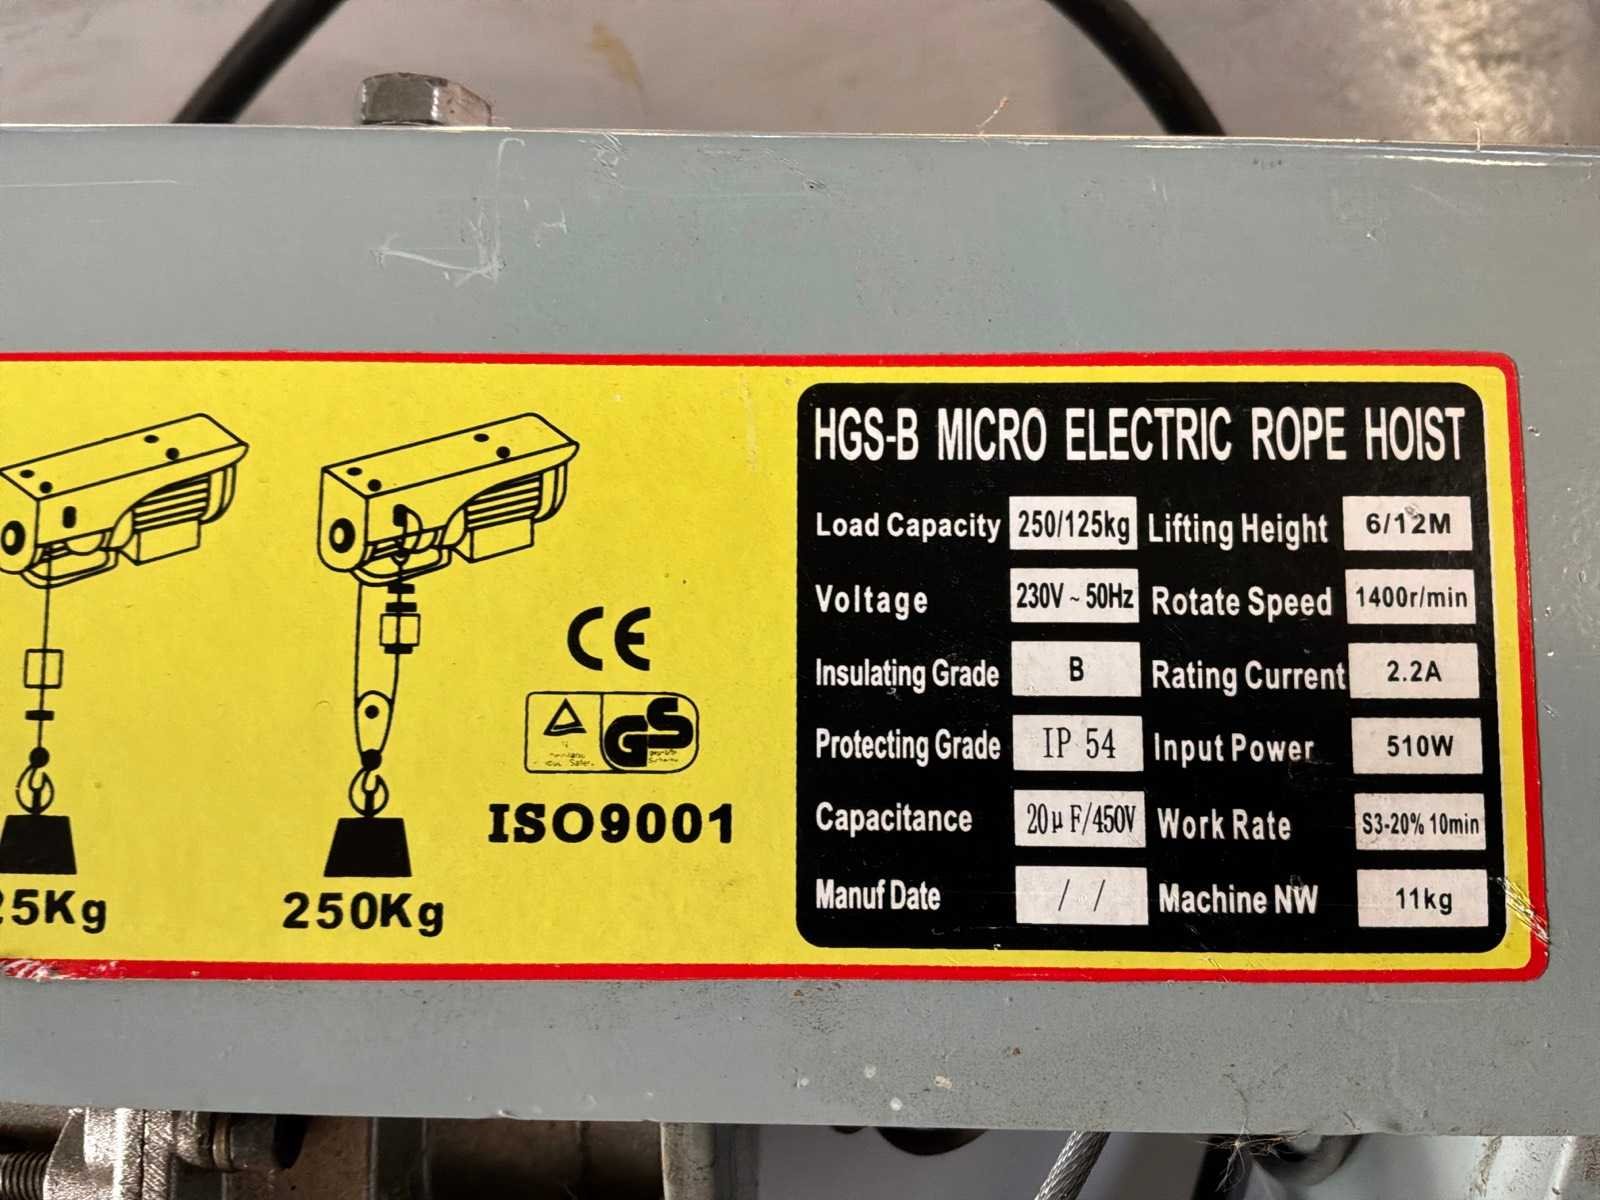 HGS-B MICRO ELECTRIC ROPE HOIST
Load Capacity 250/125kg Lifting Height 6/12M
Voltage 230V ~ 50Hz Rotate Speed 1400r/min
Insulating Grade B Rating Current 2.2A
Protecting Grade IP 54 Input Power 510W
Capacitance 20μF/450V Work Rate S3-20% 10min
Manuf Date / / Machine NW 11kg
CE
GS
ISO9001
25Kg
250Kg